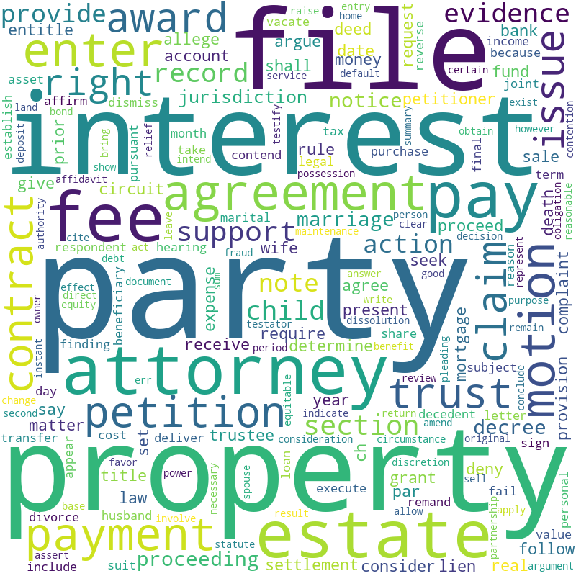 provide award file evidence
entitle vacate home entry deed request reverse bank
enter allege argue date shall account money income because
right record default certain
service fund joint issue
asset land affirm dismiss jurisdiction petitioner exist however
establish bond prior pursuant notice tax summary obtain
deposit interest contention
bring month rule legal purchase final sale
show relief take intend contend testify possession term
affidavit give circuit agreement pay death
authority fee support marital marriage person clear proceed decision reasonable obligation
cite leave maintenance reason represent
respondent act hearing wife action seek motion
effect debt fraud answer good claim complaint
contract owner direct equity document write
party
finding beneficiary expense child note agree present purpose
testator dissolution share remain
instant err receive period benefit require determine mortgage pleading conclude provision
change day attorney review trust subject
second say year indicate return decedent letter
transfer matter cost set petition equitable section decree sign
deliver trustee consideration circumstance amend original
appear favor power law title ch loan discretion sell deny
property
base necessary spouse execute par grant remand allow fail apply personal
divorce husband involve result partnership value
payment estate
assert include suit proceeding statute settlement consider lien real argument follow